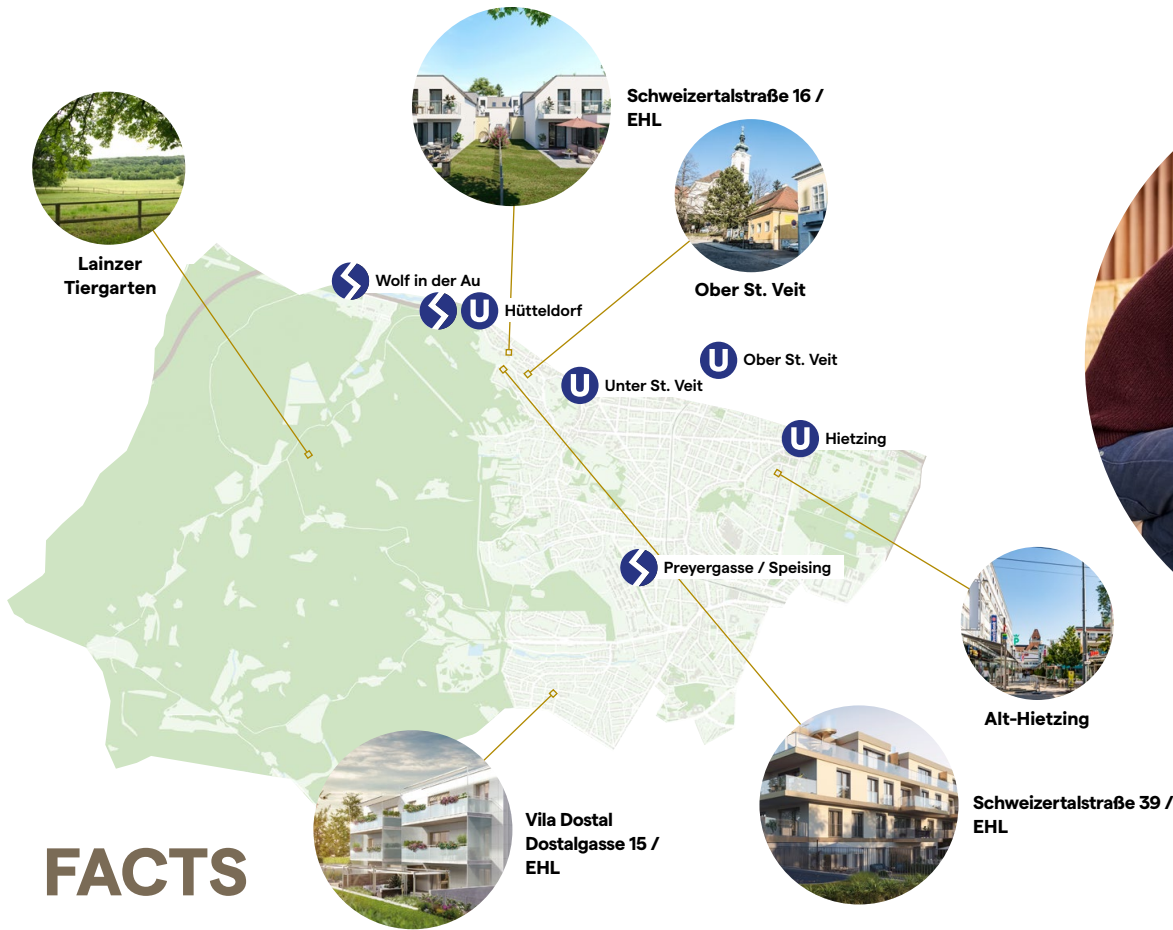 Schweizertalstraße 16 /
EHL
Lainzer
Tiergarten
Ober St. Veit
Wolf in der Au
U
Hütteldorf
U
Ober St. Veit
U
Unter St. Veit
U
Hietzing
Preyergasse / Speising
Alt-Hietzing
Schweizertalstraße 39 /
EHL
Vila Dostal
Dostalgasse 15 /
EHL
FACTS